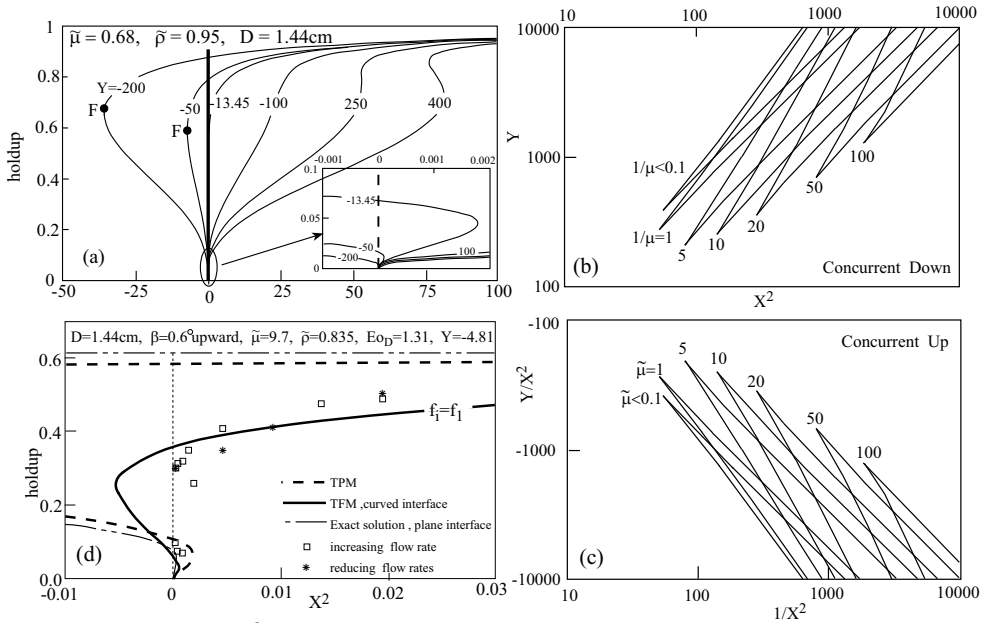 μ̃ = 0.68, ρ̃ = 0.95, D = 1.44cm
1
0.8
0.6
0.4
0.2
0
holdup
Y=-200
-50
-13.45
-100
250
400
F
F
(a)
-50
-25
0
25
50
75
100
-0.001
0
0.001
0.002
0.1
0.05
0
-13.45
-50
-200
100
10
100
1000
10000
10000
1000
100
Y
1/μ<0.1
1/μ=1
5
10
20
50
100
(b)
Concurrent Down
X²
D=1.44cm, β=0.6° upward, μ̃=9.7, ρ̃=0.835, Eo_D=1.31, Y=-4.81
0.6
0.4
0.2
0.0
holdup
f_i=f_1
TPM
TFM ,curved interface
Exact solution , plane interface
increasing flow rate
reducing flow rates
(d)
-0.01
0
0.01
0.02
0.03
X²
-100
-1000
-10000
Y/X²
Concurrent Up
μ̃=1
μ̃<0.1
5
10
20
50
100
(c)
10
100
1000
10000
1/X²